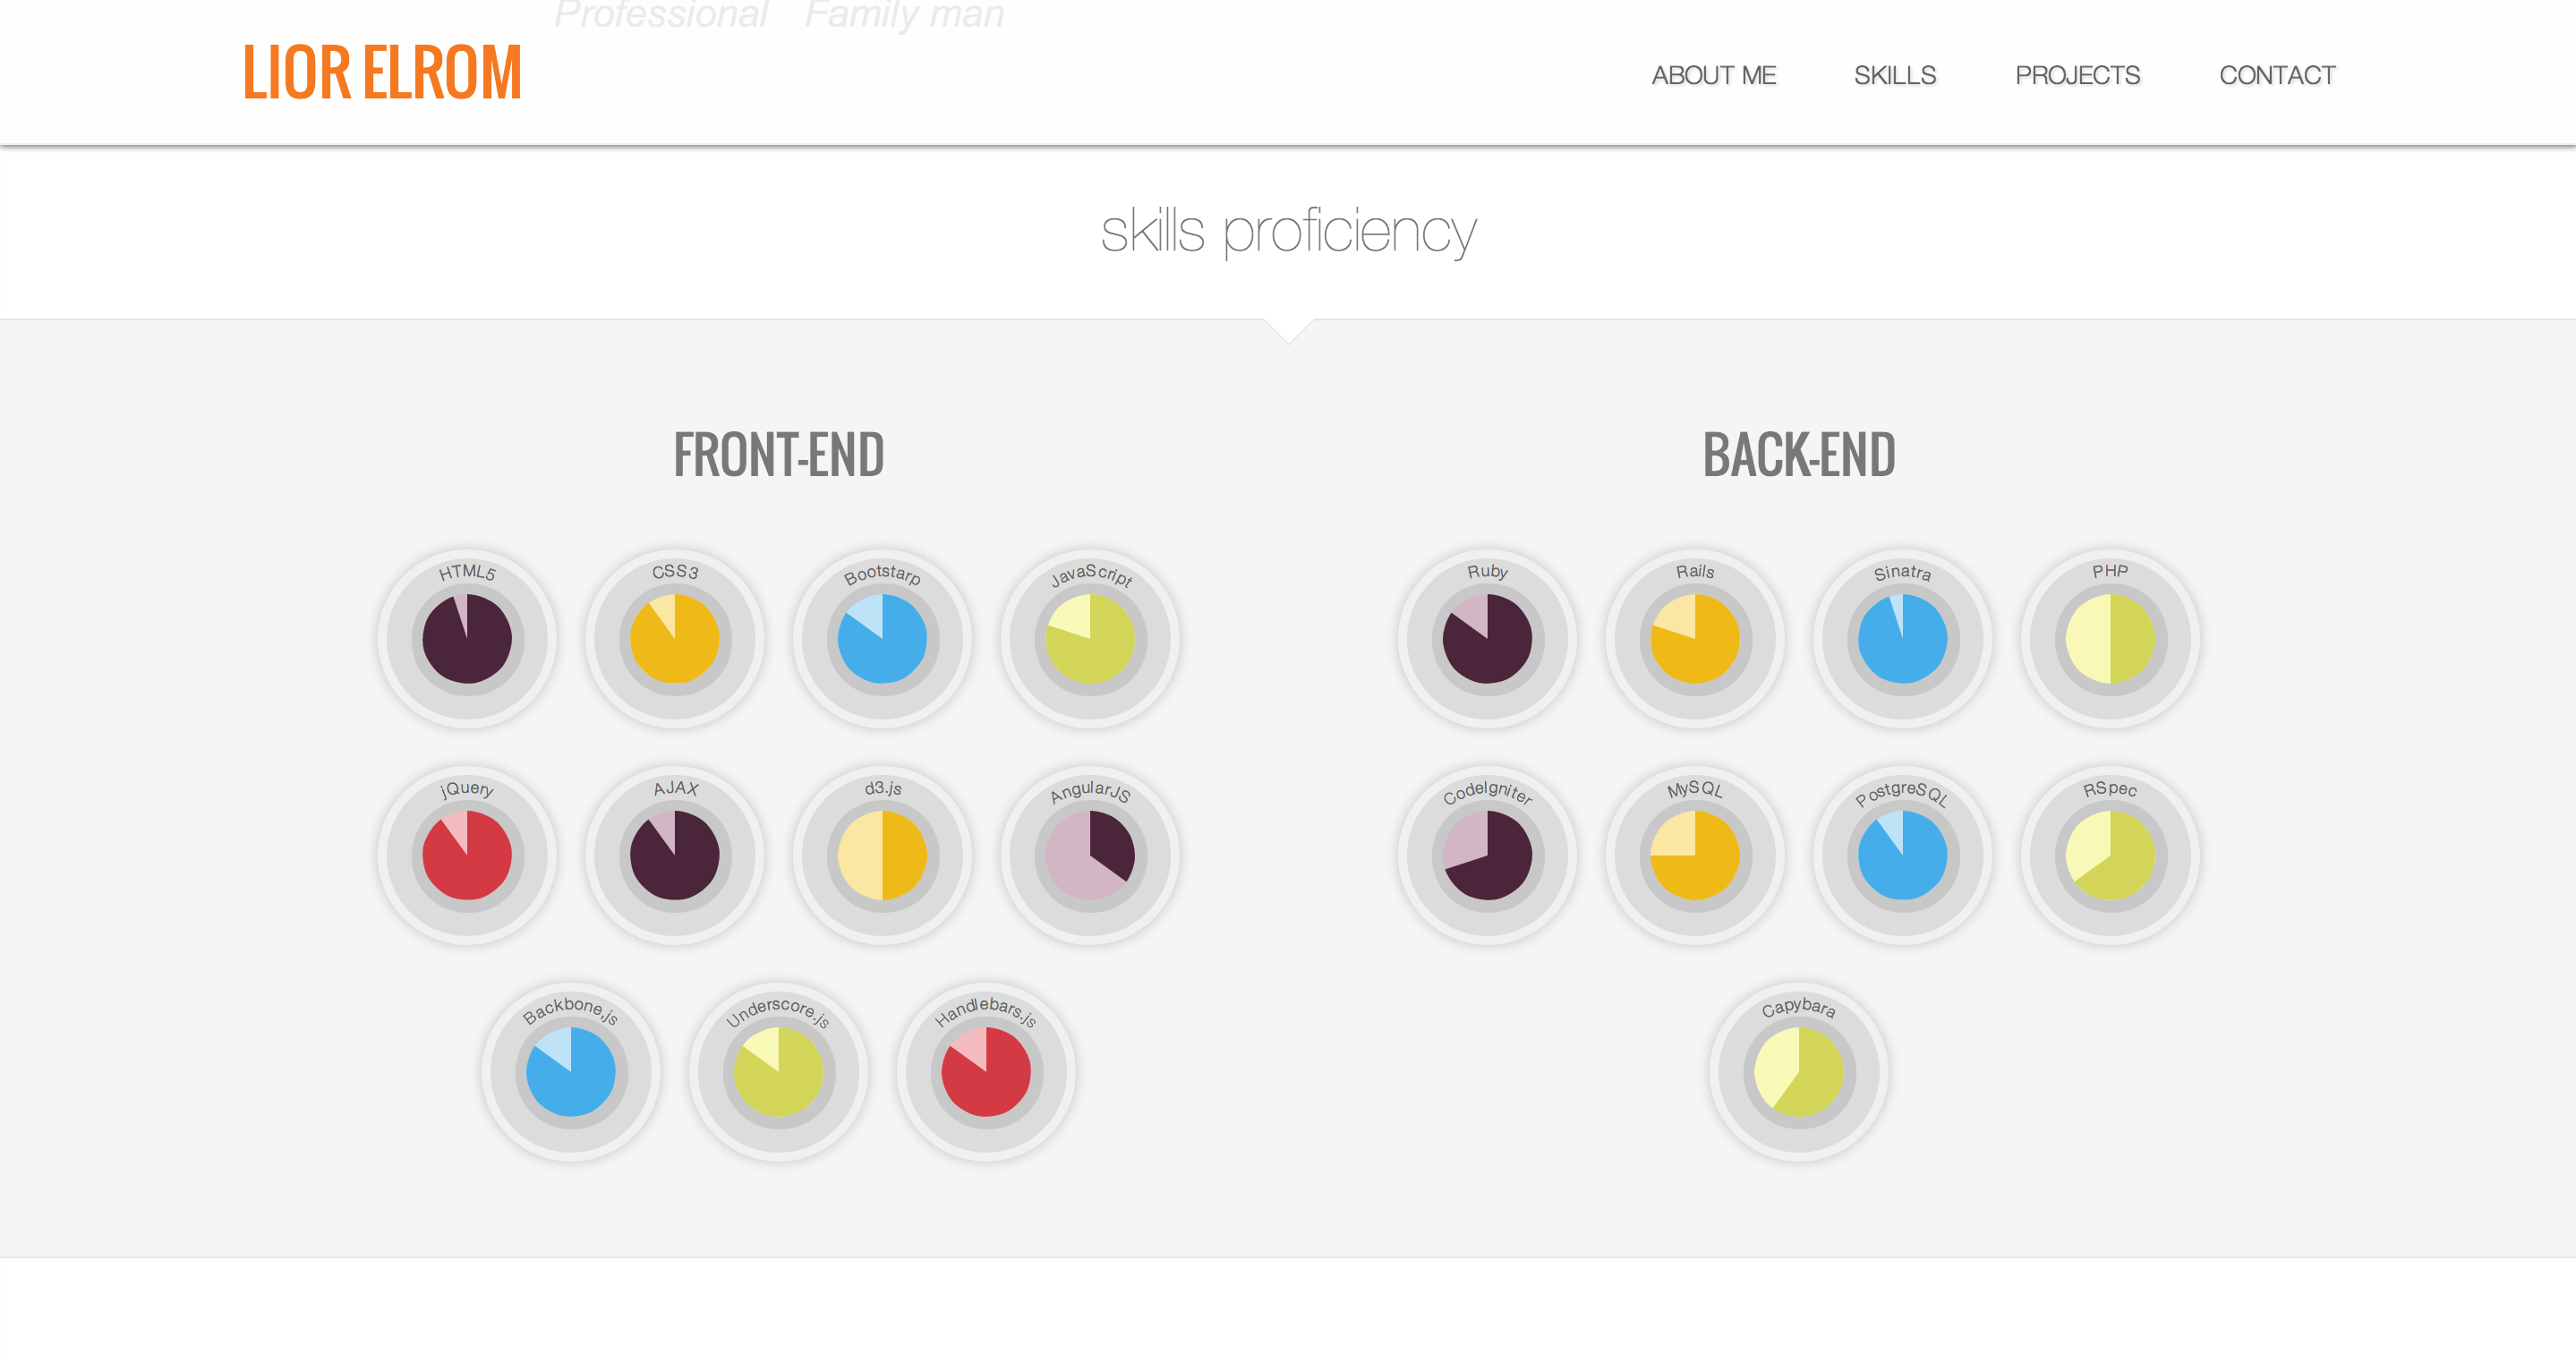 Professional Family man
LIOR ELROM
ABOUT ME SKILLS PROJECTS CONTACT
skills proficiency
FRONT-END
HTML5 CSS3 Bootstarp JavaScript
jQuery AJAX d3.js AngularJS
Backbone,js Underscore.js Handlebars.js
BACK-END
Ruby Rails Sinatra PHP
CodeIgniter MySQL PostgreSQL RSpec
Capybara